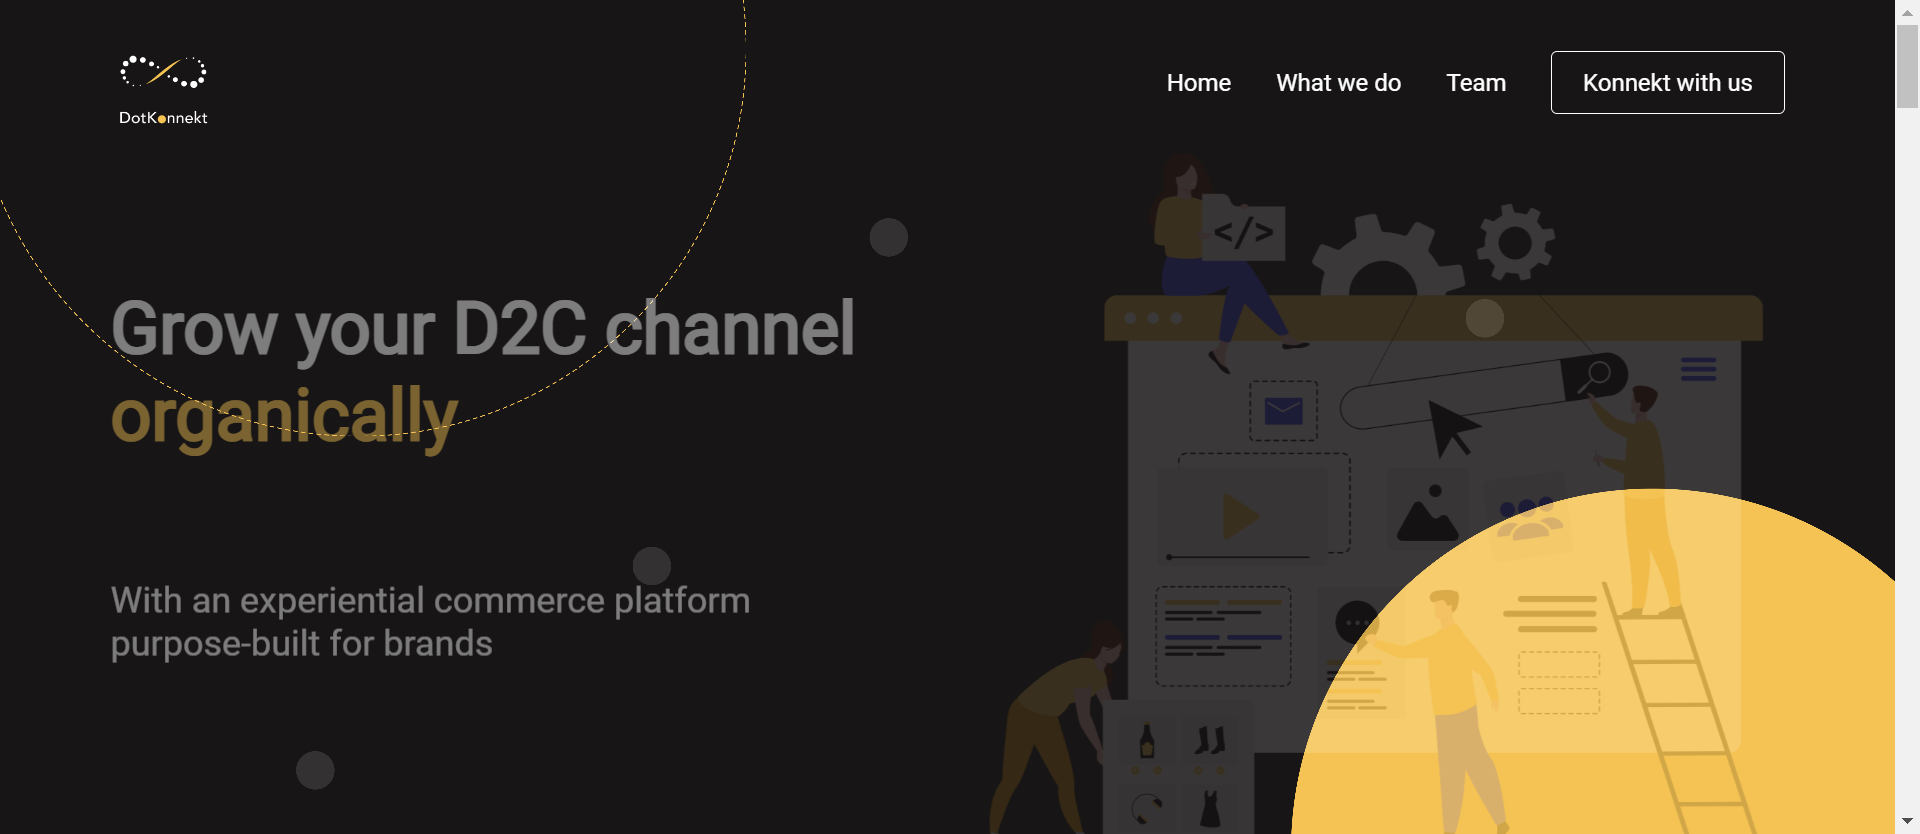 DotKonnekt
Home What we do Team Konnekt with us
</>
Grow your D2C channel
organically
With an experiential commerce platform
purpose-built for brands